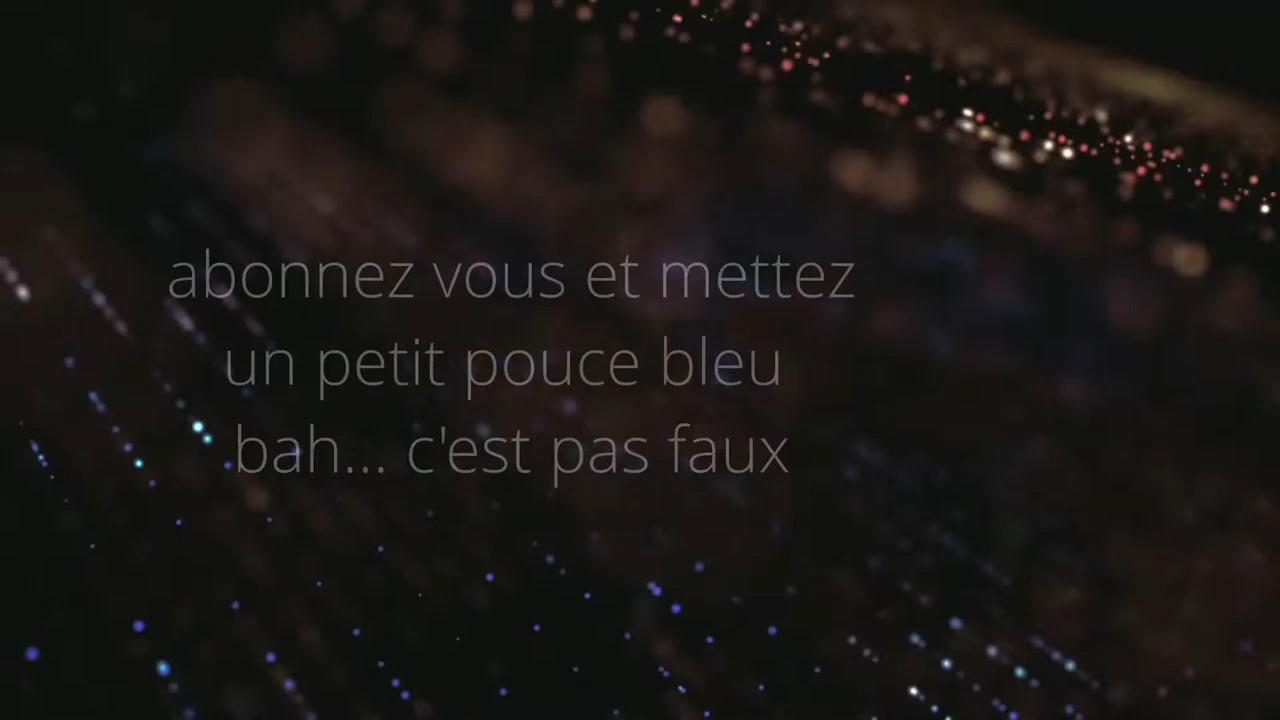 abonnez vous et mettez
un petit pouce bleu
bah... c'est pas faux